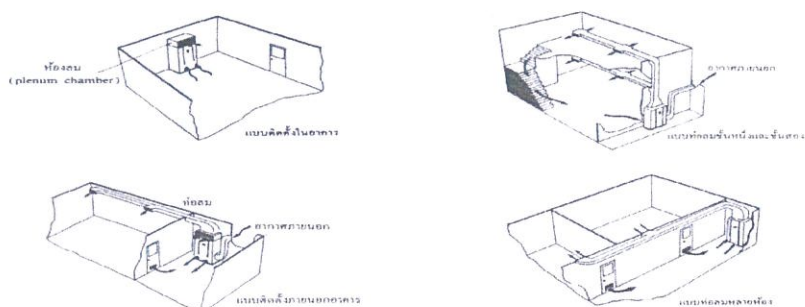 ห้องลม
(plenum chamber)
แบบติดตั้งในอาคาร
อากาศภายนอก
แบบท่อลมชั้นหนึ่งและชั้นสอง
ท่อลม
อากาศภายนอก
แบบติดตั้งภายนอกอาคาร
แบบท่อลมหลายห้อง